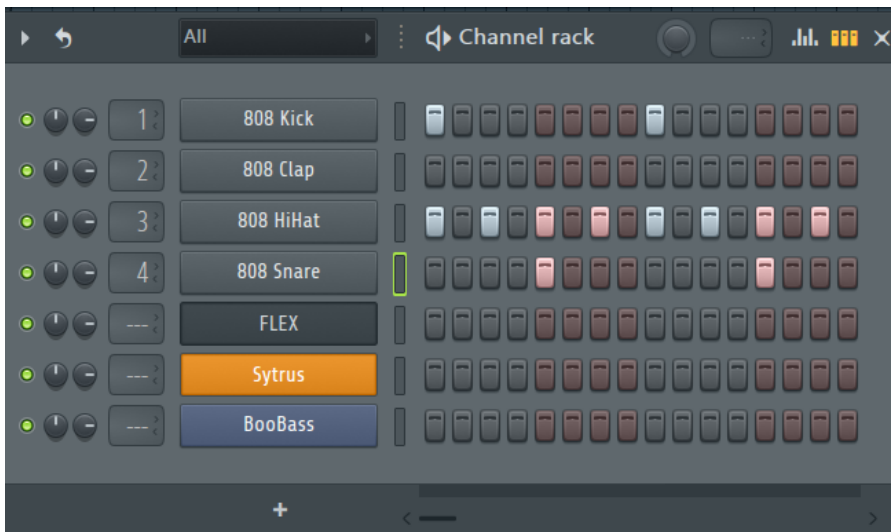 All Channel rack ---
1 808 Kick
2 808 Clap
3 808 HiHat
4 808 Snare
--- FLEX
--- Sytrus
--- BooBass
+